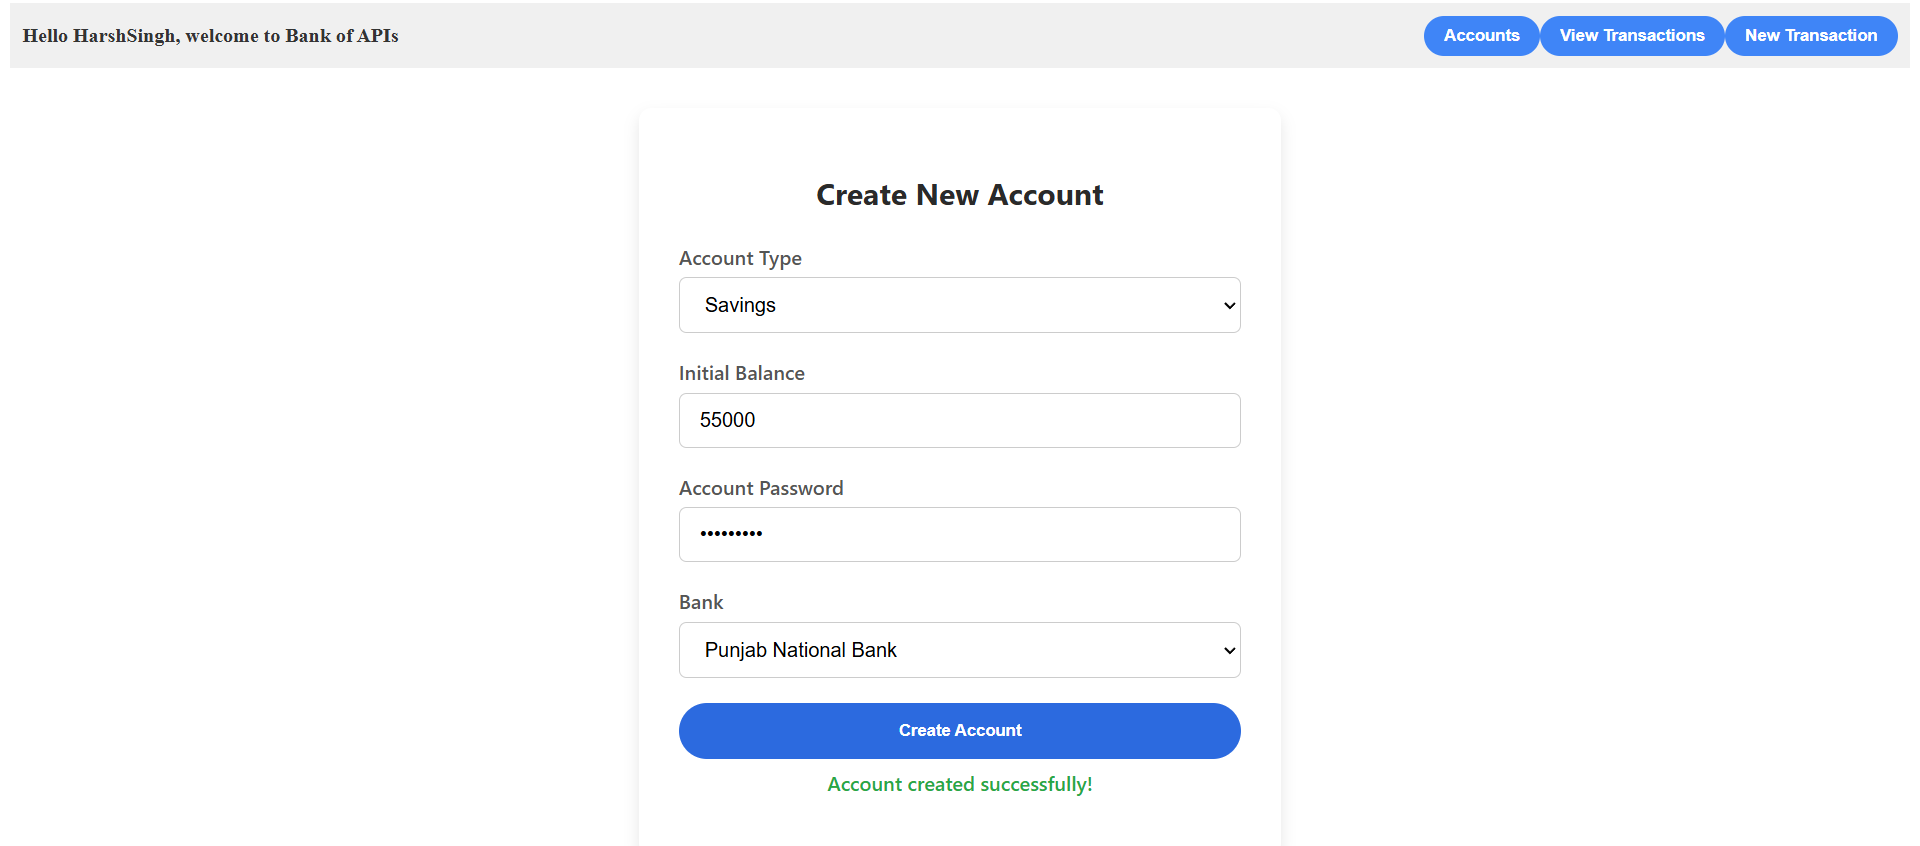 Hello HarshSingh, welcome to Bank of APIs
Accounts
View Transactions
New Transaction
Create New Account
Account Type
Savings
Initial Balance
55000
Account Password
•••••••••
Bank
Punjab National Bank
Create Account
Account created successfully!